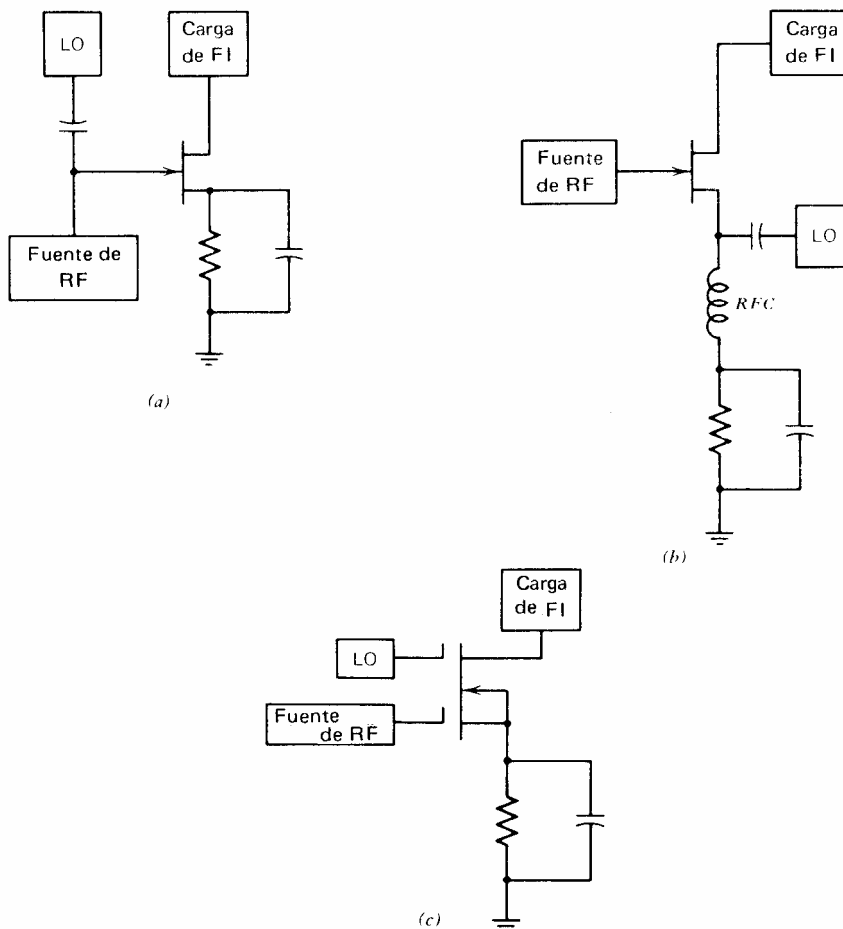 LO
Carga
de FI
Fuente de
RF
(a)
Carga
de FI
Fuente
de RF
LO
RFC
(b)
Carga
de FI
LO
Fuente
de RF
(c)